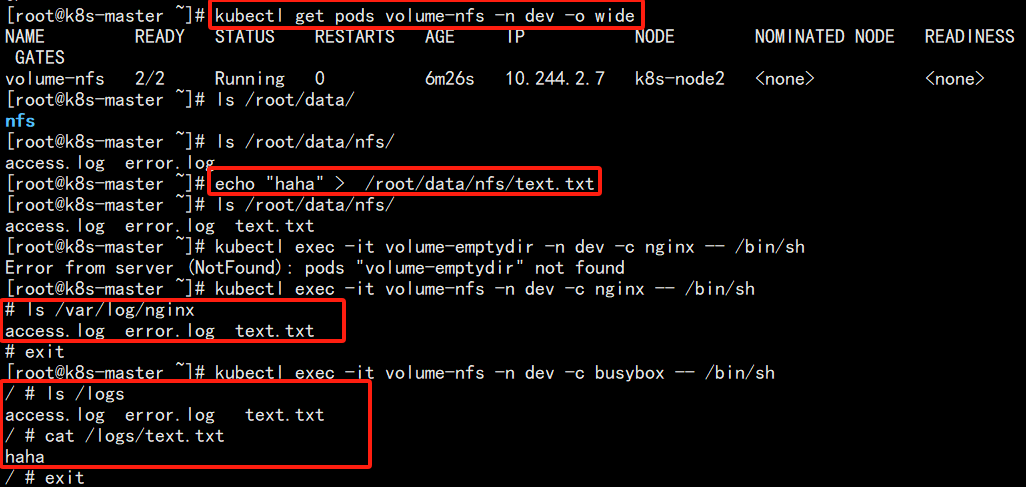 [root@k8s-master ~]# kubectl get pods volume-nfs -n dev -o wide
NAME         READY   STATUS    RESTARTS   AGE     IP           NODE        NOMINATED NODE   READINESS
 GATES
volume-nfs   2/2     Running   0          6m26s   10.244.2.7   k8s-node2   <none>           <none>
[root@k8s-master ~]# ls /root/data/
nfs
[root@k8s-master ~]# ls /root/data/nfs/
access.log  error.log
[root@k8s-master ~]# echo "haha" >  /root/data/nfs/text.txt
[root@k8s-master ~]# ls /root/data/nfs/
access.log  error.log  text.txt
[root@k8s-master ~]# kubectl exec -it volume-emptydir -n dev -c nginx -- /bin/sh
Error from server (NotFound): pods "volume-emptydir" not found
[root@k8s-master ~]# kubectl exec -it volume-nfs -n dev -c nginx -- /bin/sh
# ls /var/log/nginx
access.log  error.log  text.txt
# exit
[root@k8s-master ~]# kubectl exec -it volume-nfs -n dev -c busybox -- /bin/sh
/ # ls /logs
access.log  error.log   text.txt
/ # cat /logs/text.txt
haha
/ # exit